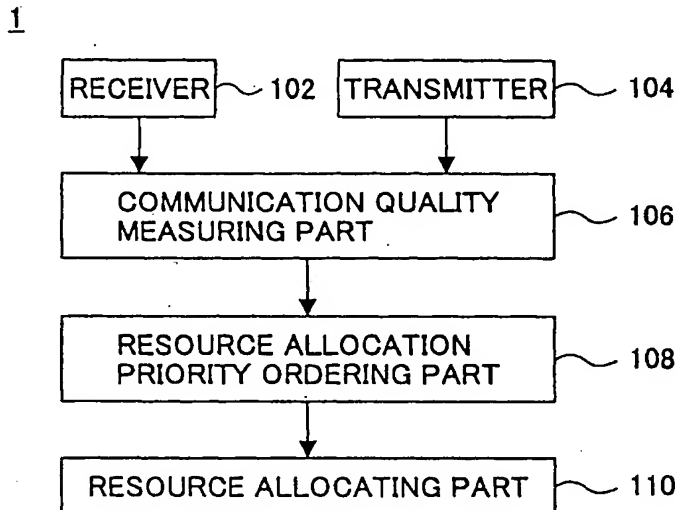 1
RECEIVER 102
TRANSMITTER 104
COMMUNICATION QUALITY
MEASURING PART
106
RESOURCE ALLOCATION
PRIORITY ORDERING PART
108
RESOURCE ALLOCATING PART 110